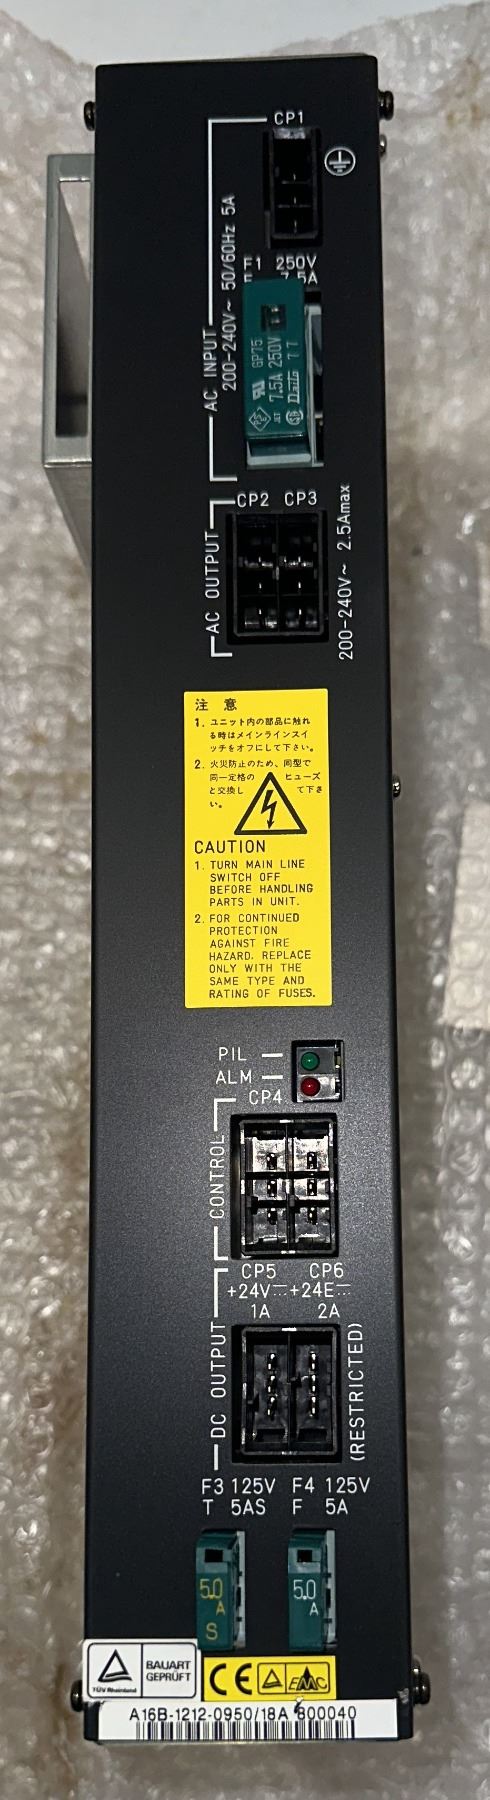 CP1
AC INPUT
200-240V~ 50/60Hz 5A
F1 250V
7.5A
GP75
JET 7.5A 250V
Daito 77
CP2 CP3
AC OUTPUT
200-240V~ 2.5Amax
注 意
1. ユニット内の部品に触れ
る時はメインラインスイ
ッチをオフにして下さい。
2. 火災防止のため、同型で
同一定格の ヒューズ
と交換し て下さ
い。
CAUTION
1. TURN MAIN LINE
SWITCH OFF
BEFORE HANDLING
PARTS IN UNIT.
2. FOR CONTINUED
PROTECTION
AGAINST FIRE
HAZARD, REPLACE
ONLY WITH THE
SAME TYPE AND
RATING OF FUSES.
PIL
ALM
CP4
CONTROL
CP5 CP6
+24V +24E
1A 2A
DC OUTPUT
(RESTRICTED)
F3 125V F4 125V
T 5AS F 5A
5.0
A
S
5.0
A
TÜV Rheinland
BAUART
GEPRÜFT
CE
EMC
A16B-1212-0950/18A 800040